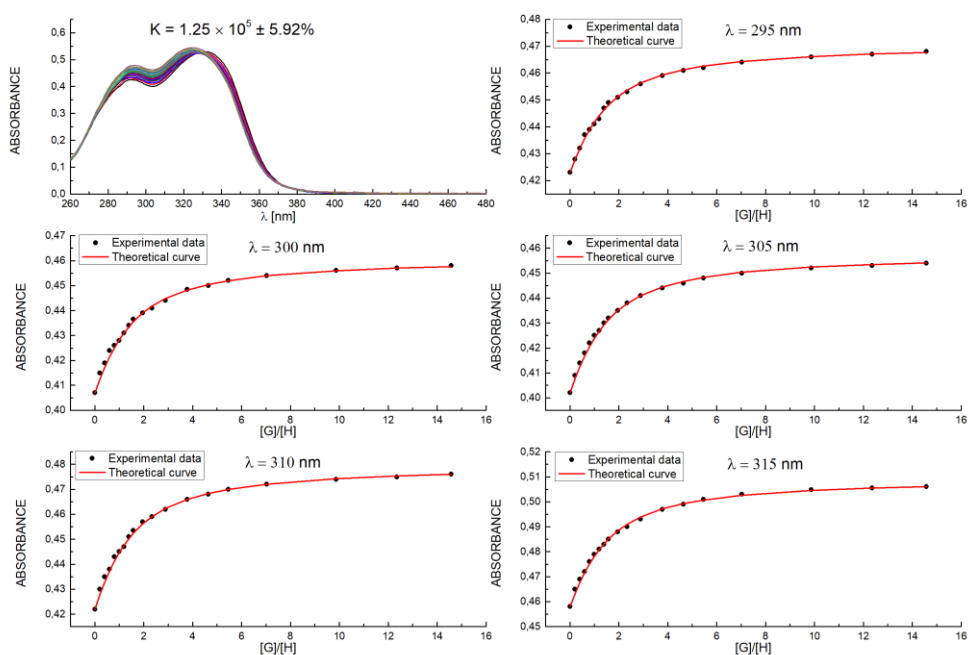 K = 1.25 × 10⁵ ± 5.92%
ABSORBANCE
0,6
0,5
0,4
0,3
0,2
0,1
0,0
260 280 300 320 340 360 380 400 420 440 460 480
λ [nm]
Experimental data
Theoretical curve
λ = 295 nm
ABSORBANCE
0,48
0,47
0,46
0,45
0,44
0,43
0,42
0 2 4 6 8 10 12 14 16
[G]/[H]
Experimental data
Theoretical curve
λ = 300 nm
ABSORBANCE
0,47
0,46
0,45
0,44
0,43
0,42
0,41
0,40
0 2 4 6 8 10 12 14 16
[G]/[H]
Experimental data
Theoretical curve
λ = 305 nm
ABSORBANCE
0,46
0,45
0,44
0,43
0,42
0,41
0,40
0 2 4 6 8 10 12 14 16
[G]/[H]
Experimental data
Theoretical curve
λ = 310 nm
ABSORBANCE
0,48
0,47
0,46
0,45
0,44
0,43
0,42
0 2 4 6 8 10 12 14 16
[G]/[H]
Experimental data
Theoretical curve
λ = 315 nm
ABSORBANCE
0,52
0,51
0,50
0,49
0,48
0,47
0,46
0,45
0 2 4 6 8 10 12 14 16
[G]/[H]